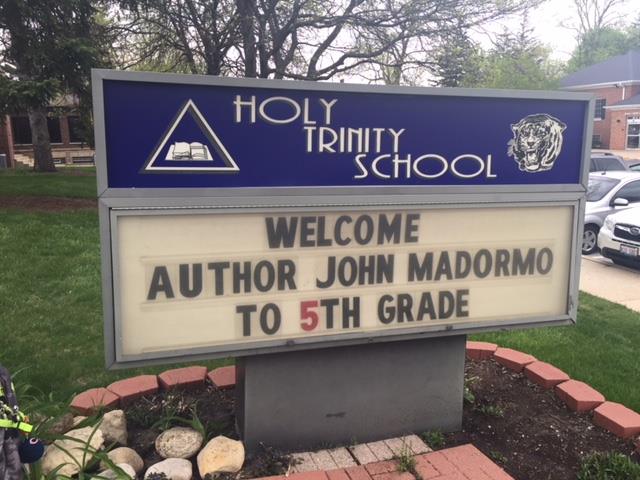 HOLY
TRINITY
SCHOOL
WELCOME
AUTHOR JOHN MADORMO
TO 5TH GRADE